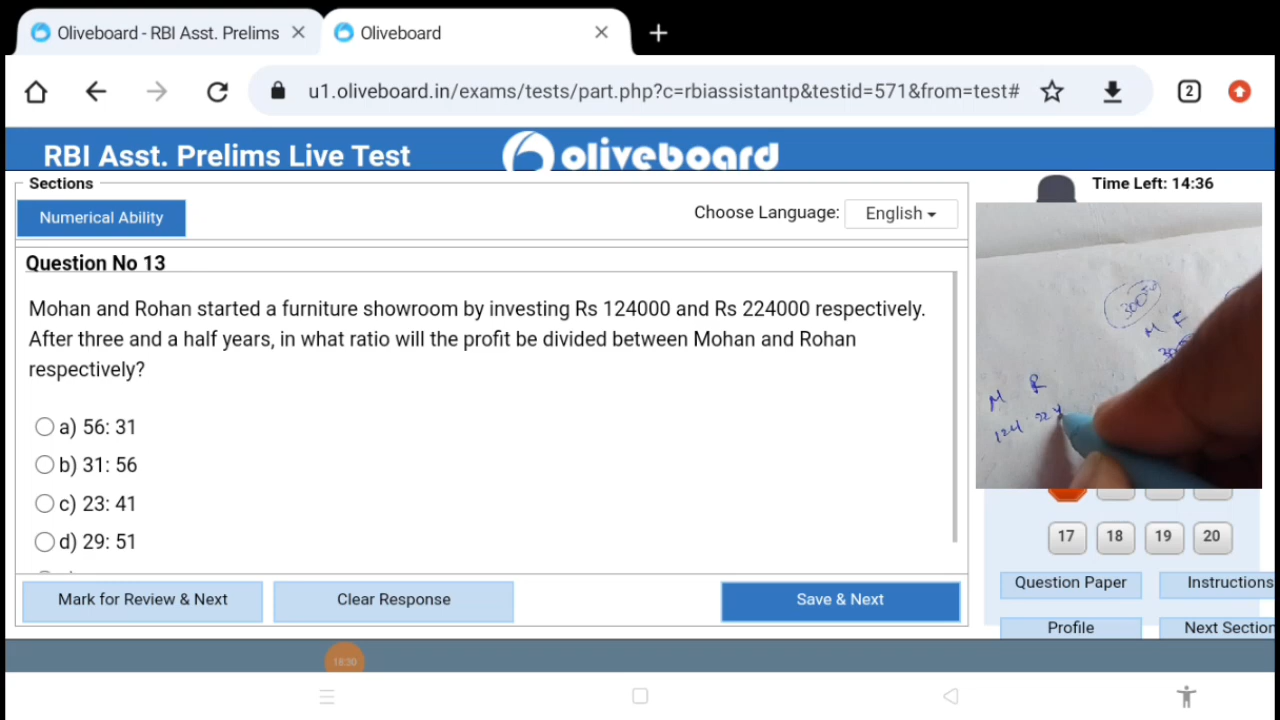 Oliveboard - RBI Asst. Prelims
Oliveboard
2
u1.oliveboard.in/exams/tests/part.php?c=rbiassistantp&testid=571&from=test#
RBI Asst. Prelims Live Test
oliveboard
Sections
Time Left: 14:36
Numerical Ability
Choose Language:
English
Question No 13
Mohan and Rohan started a furniture showroom by investing Rs 124000 and Rs 224000 respectively.
After three and a half years, in what ratio will the profit be divided between Mohan and Rohan
respectively?
a) 56: 31
b) 31: 56
c) 23: 41
d) 29: 51
M R
124 224
M F
17 18 19 20
Mark for Review & Next
Clear Response
Save & Next
Question Paper
Instructions
Profile
Next Section
18:20